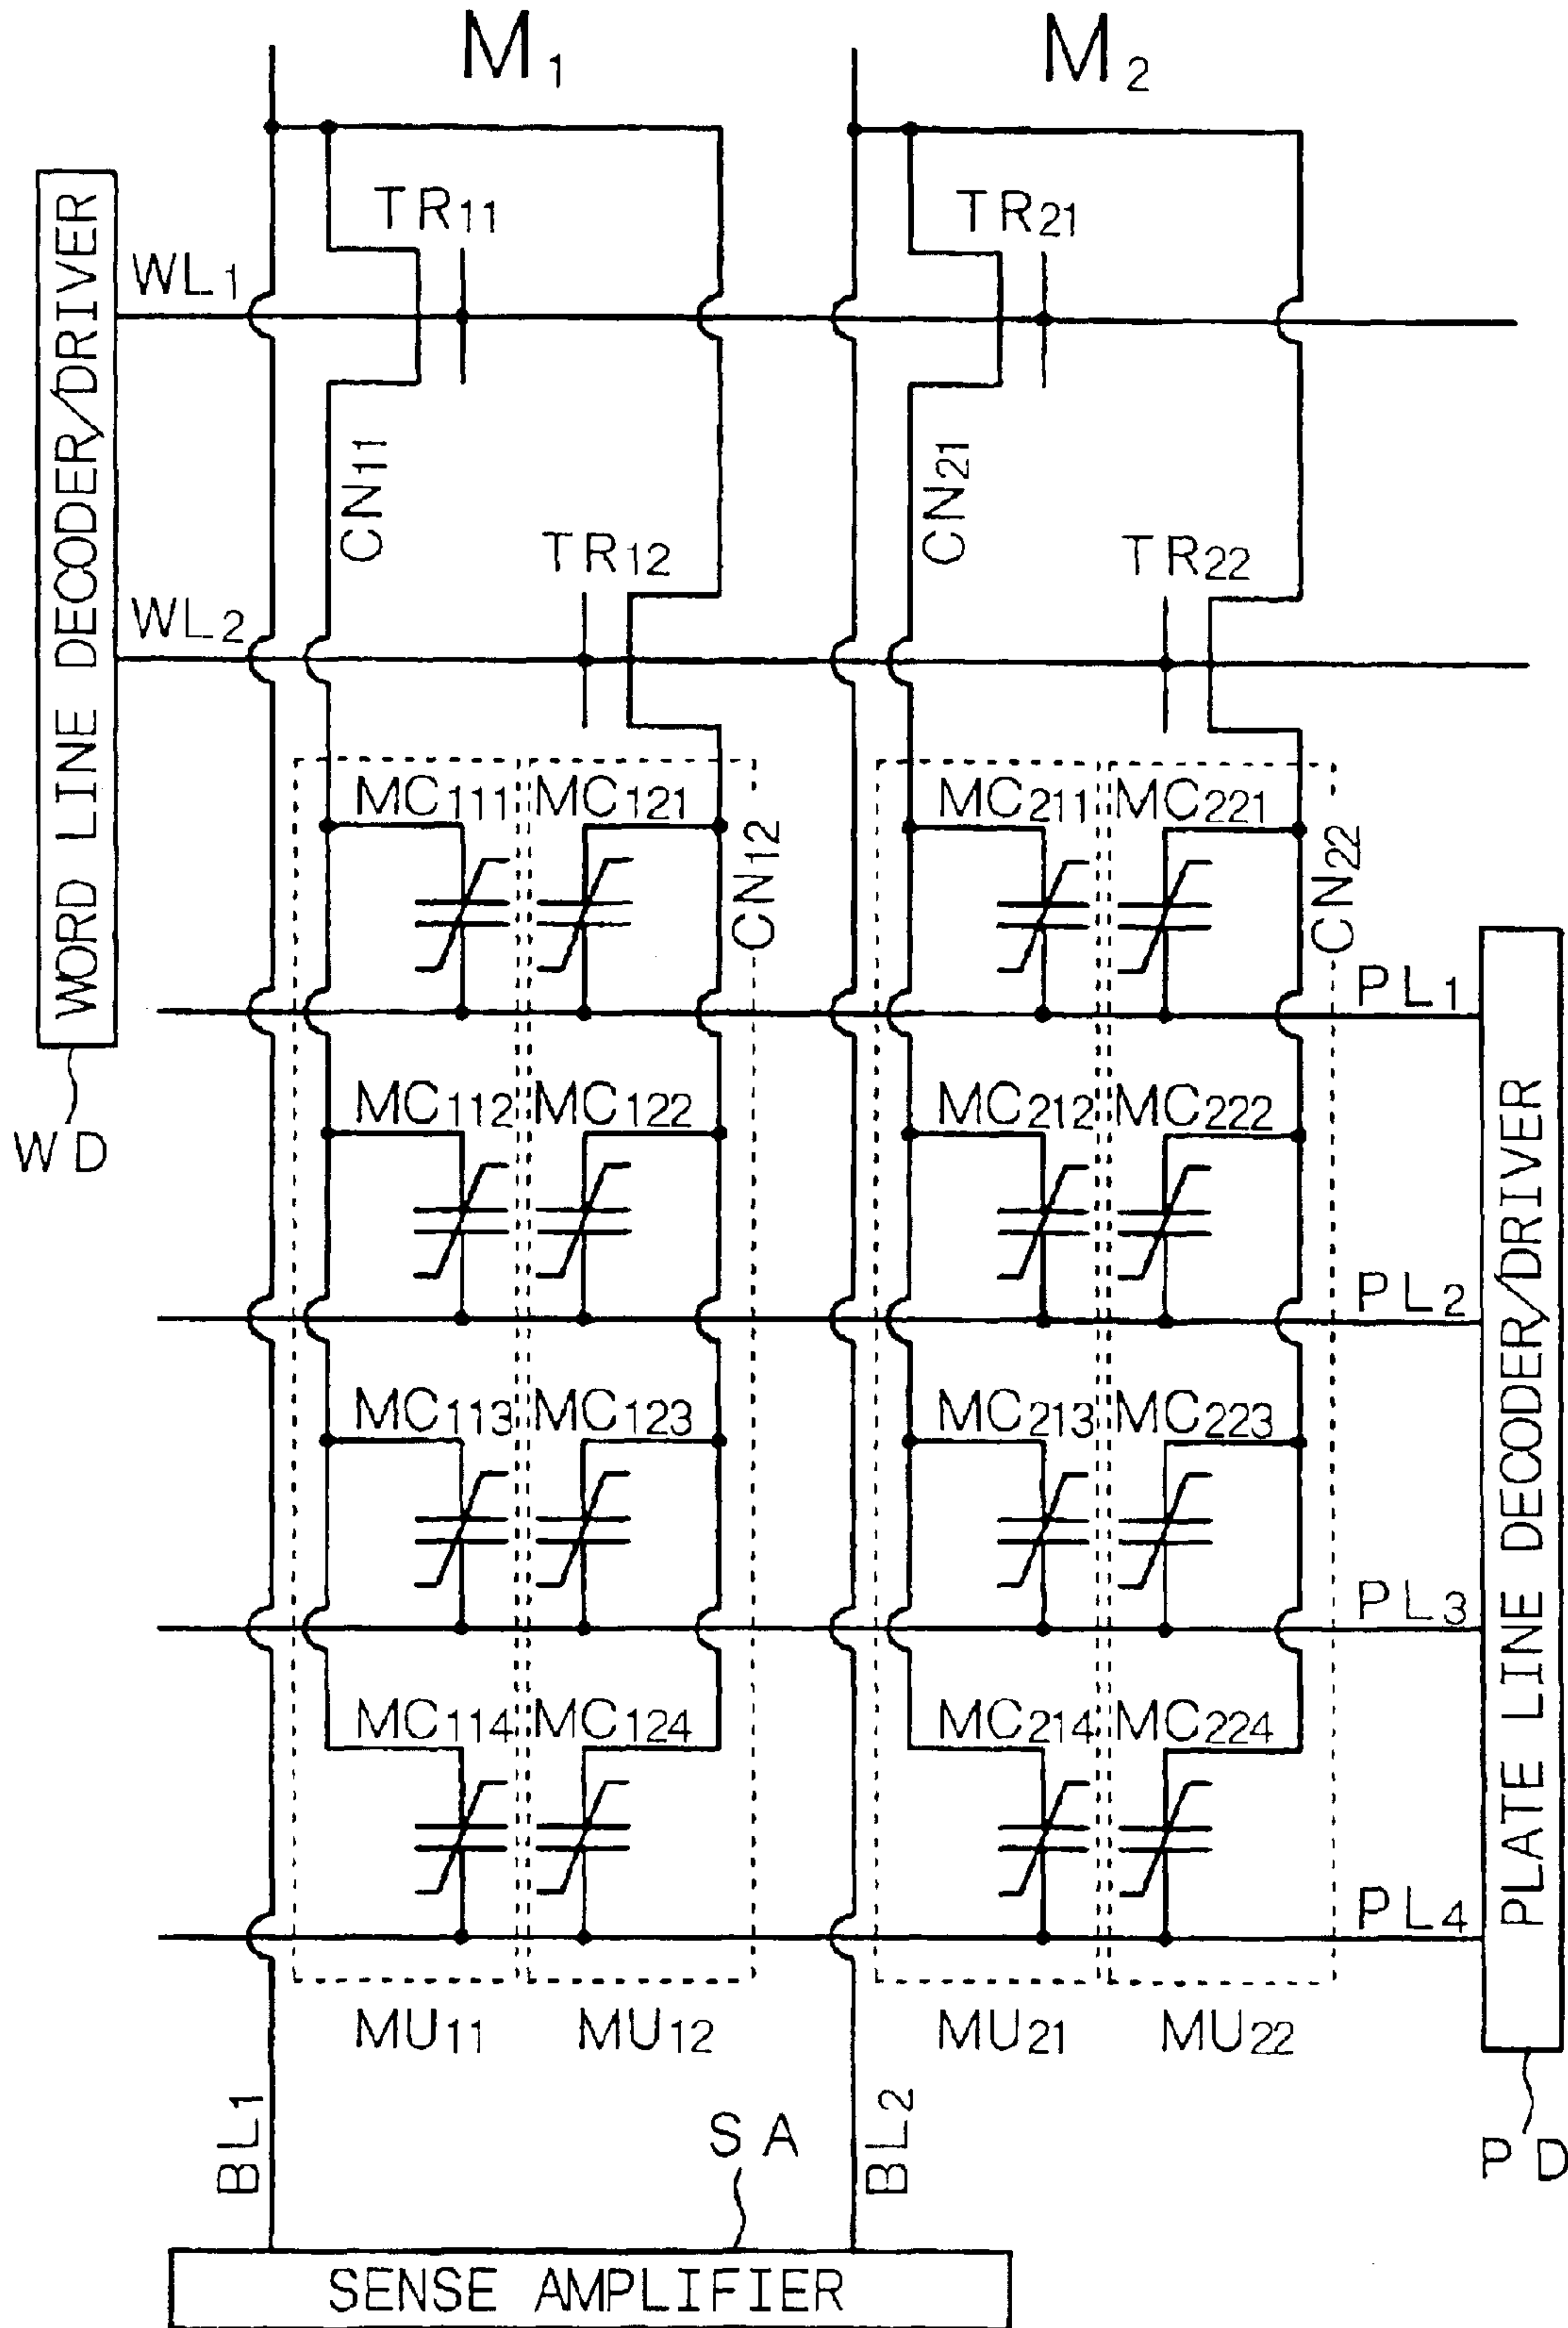 M1 M2
TR11 TR21
WL1
WORD LINE DECODER/DRIVER
CN11 CN21
TR12 TR22
WL2
MC111 MC121 MC211 MC221
CN12 CN22
PL1
MC112 MC122 MC212 MC222
WD
PL2
PLATE LINE DECODER/DRIVER
MC113 MC123 MC213 MC223
PL3
MC114 MC124 MC214 MC224
PL4
MU11 MU12 MU21 MU22
BL1 SA BL2
PD
SENSE AMPLIFIER